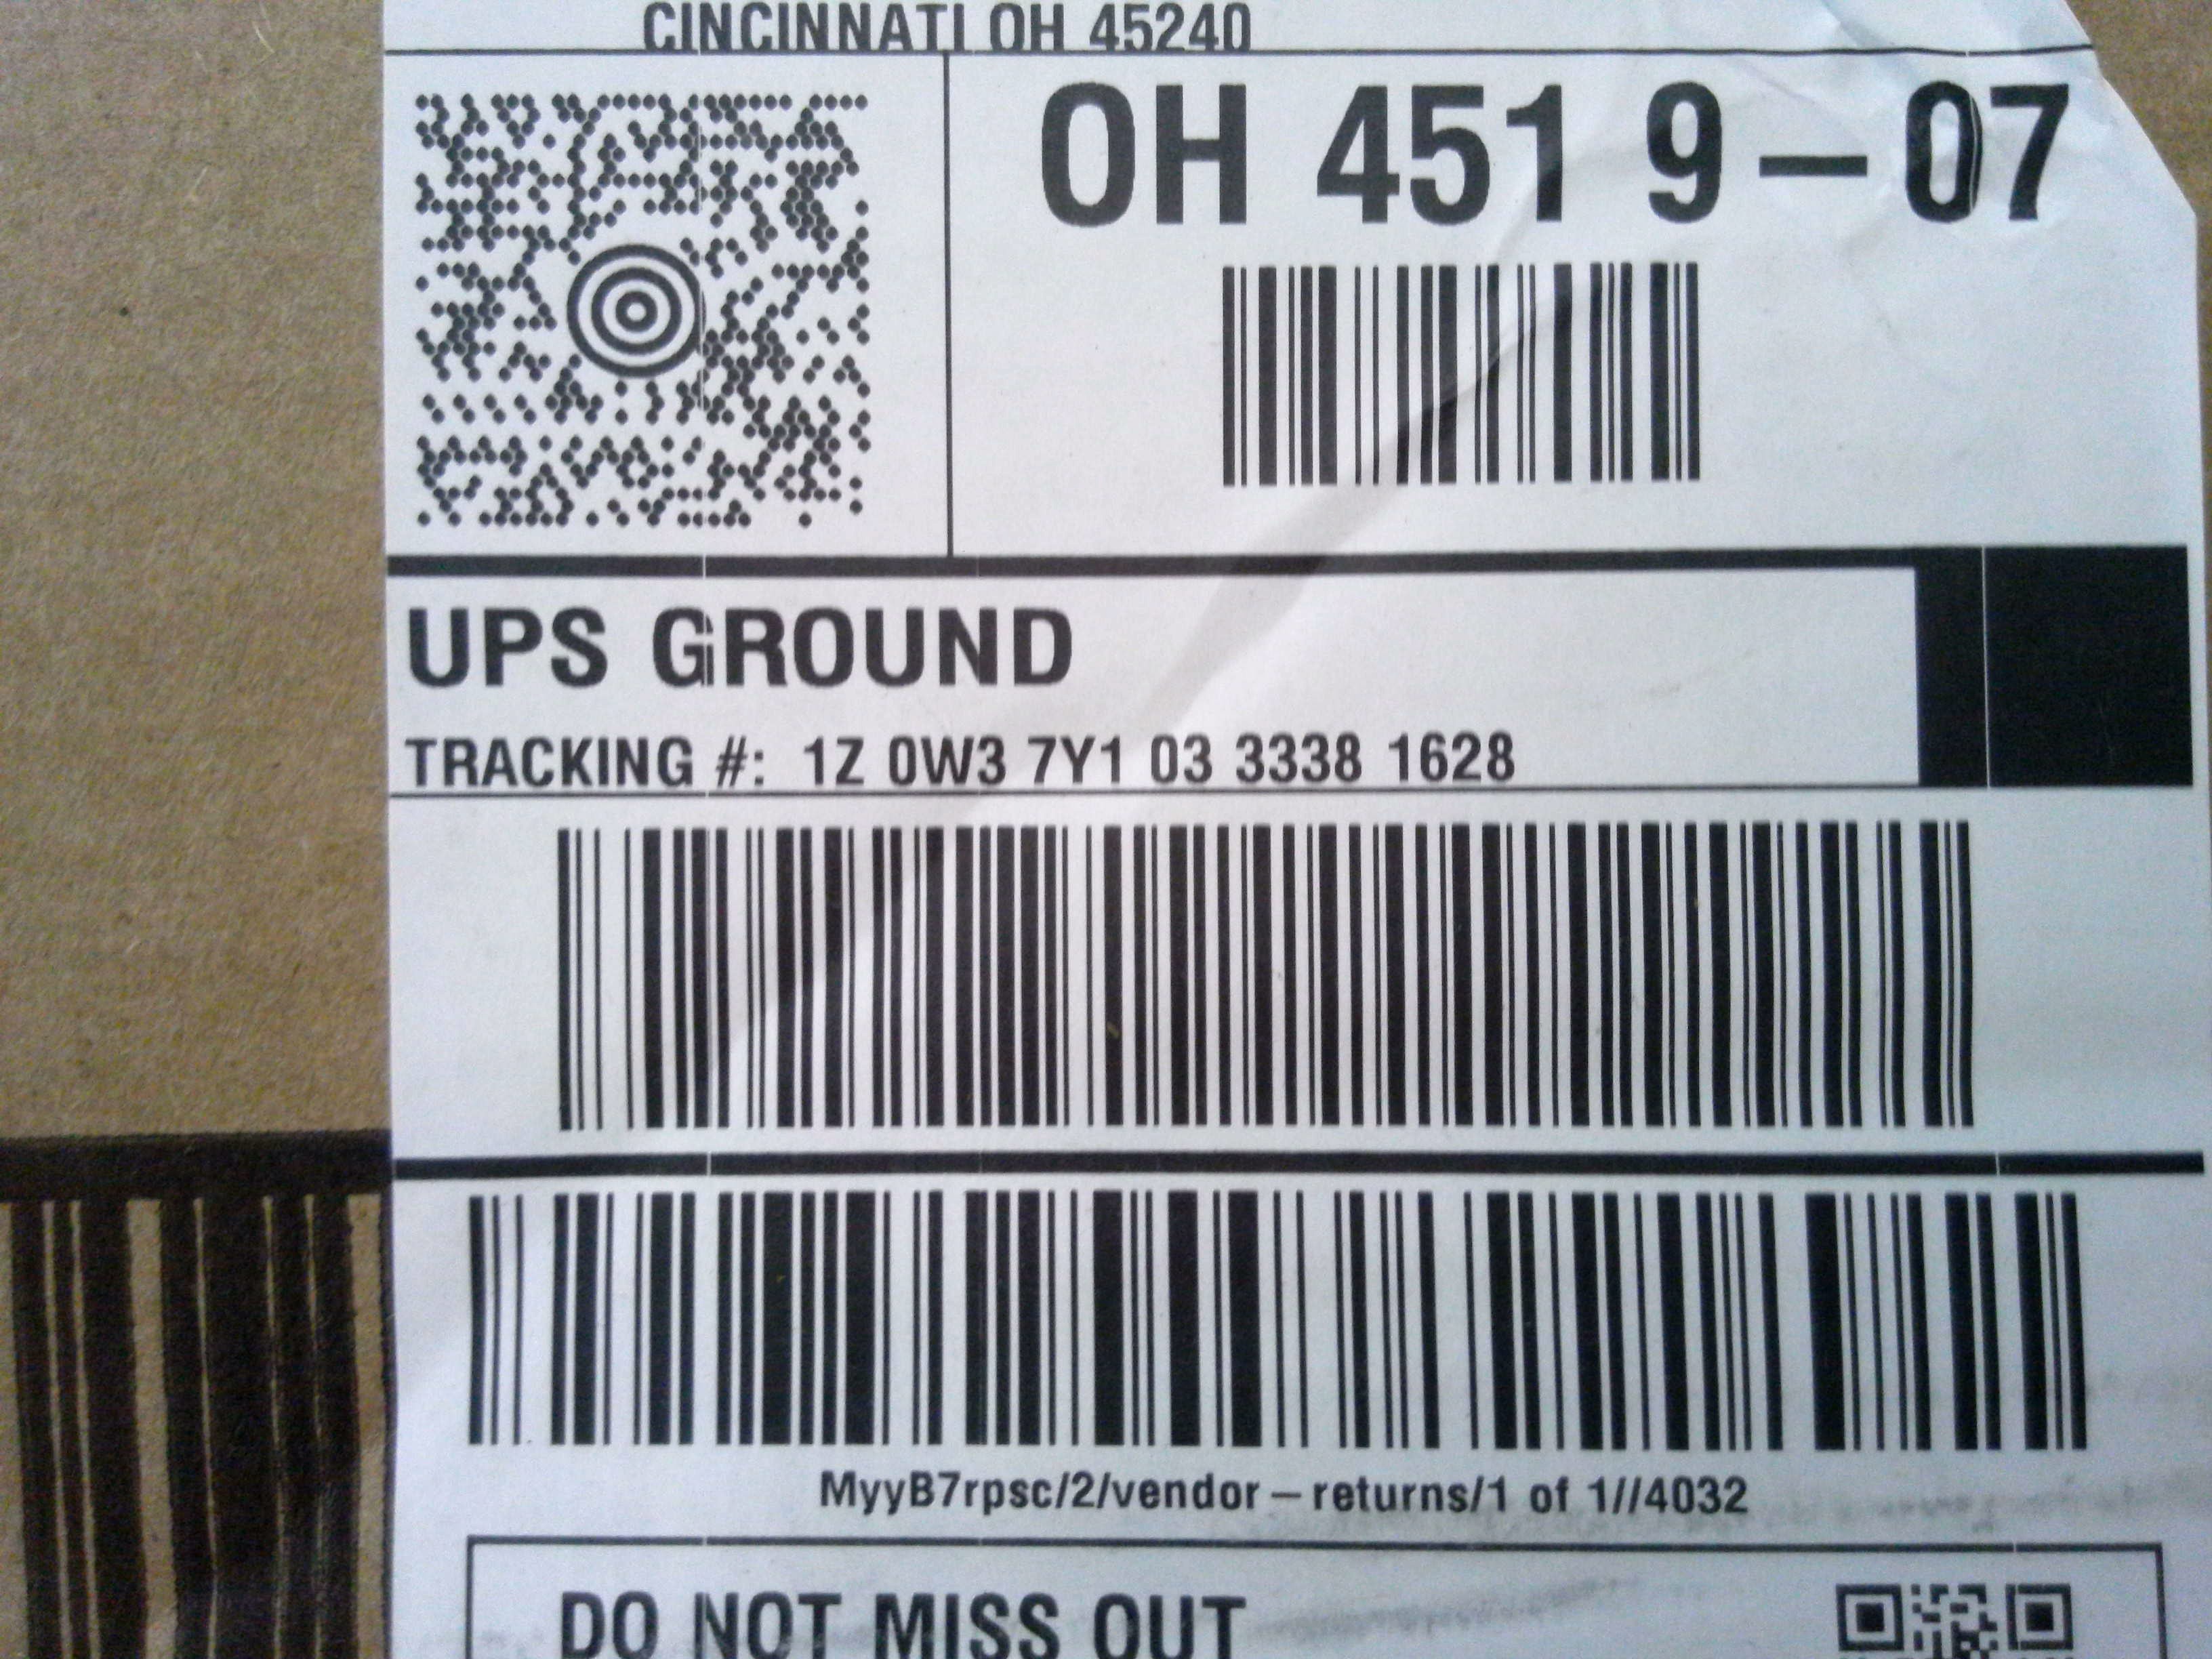 CINCINNATI OH 45240
OH 451 9-07
UPS GROUND
TRACKING #: 1Z 0W3 7Y1 03 3338 1628
MyyB7rpsc/2/vendor-returns/1 of 1//4032
DO NOT MISS OUT